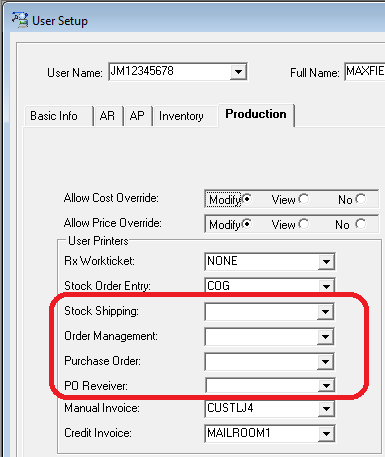 User Setup
User Name: JM12345678 Full Name: MAXFIE
Basic Info AR AP Inventory Production
Allow Cost Override: Modify View No
Allow Price Override: Modify View No
User Printers
Rx Workticket: NONE
Stock Order Entry: COG
Stock Shipping:
Order Management:
Purchase Order:
PO Reveiver:
Manual Invoice: CUSTLJ4
Credit Invoice: MAILROOM1